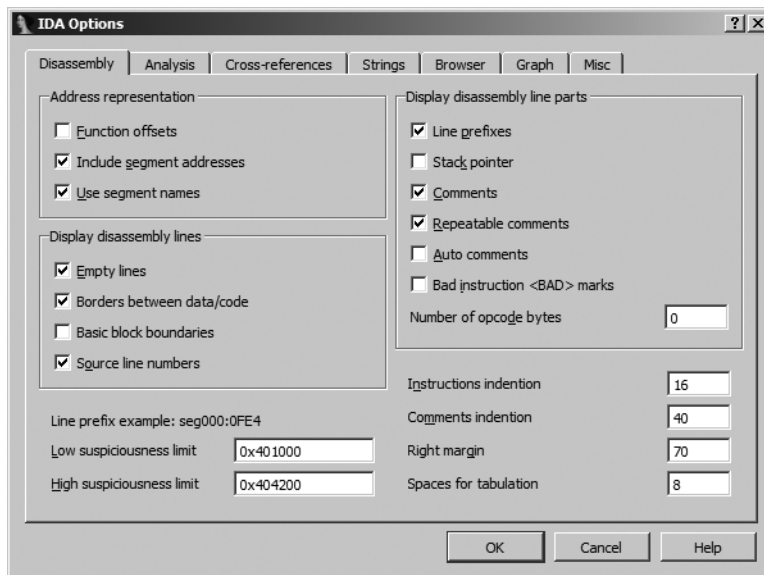 IDA Options
Disassembly Analysis Cross-references Strings Browser Graph Misc
Address representation
Function offsets
Include segment addresses
Use segment names
Display disassembly lines
Empty lines
Borders between data/code
Basic block boundaries
Source line numbers
Line prefix example: seg000:0FE4
Low suspiciousness limit 0x401000
High suspiciousness limit 0x404200
Display disassembly line parts
Line prefixes
Stack pointer
Comments
Repeatable comments
Auto comments
Bad instruction <BAD> marks
Number of opcode bytes 0
Instructions indention 16
Comments indention 40
Right margin 70
Spaces for tabulation 8
OK Cancel Help